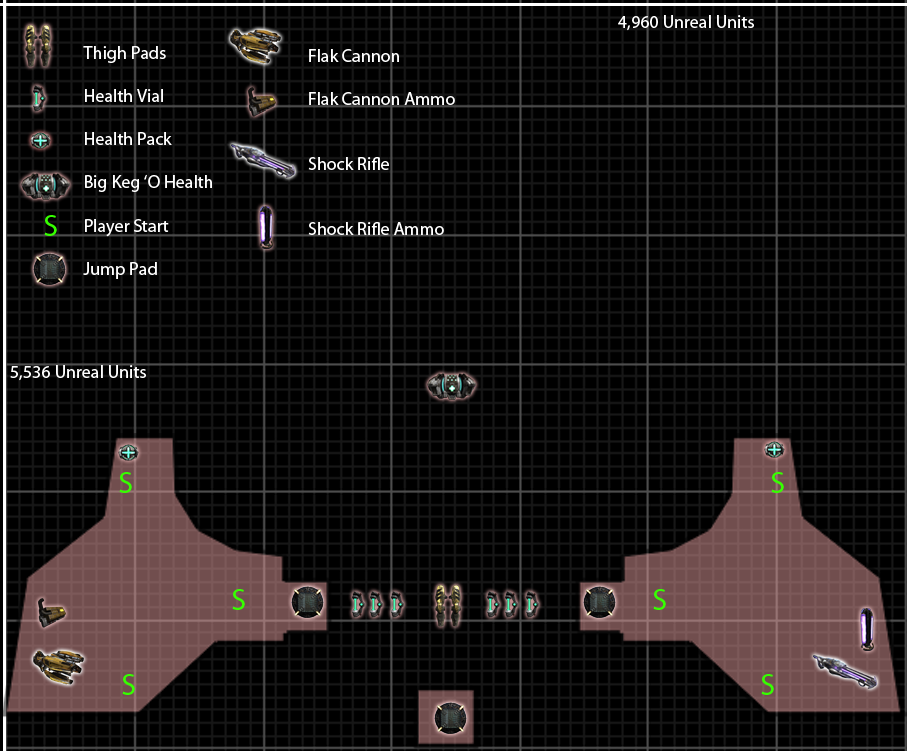 4,960 Unreal Units
Thigh Pads
Flak Cannon
Health Vial
Flak Cannon Ammo
Health Pack
Shock Rifle
Big Keg ‘O Health
S
Player Start
Shock Rifle Ammo
Jump Pad
5,536 Unreal Units
S
S
S
S
S
S